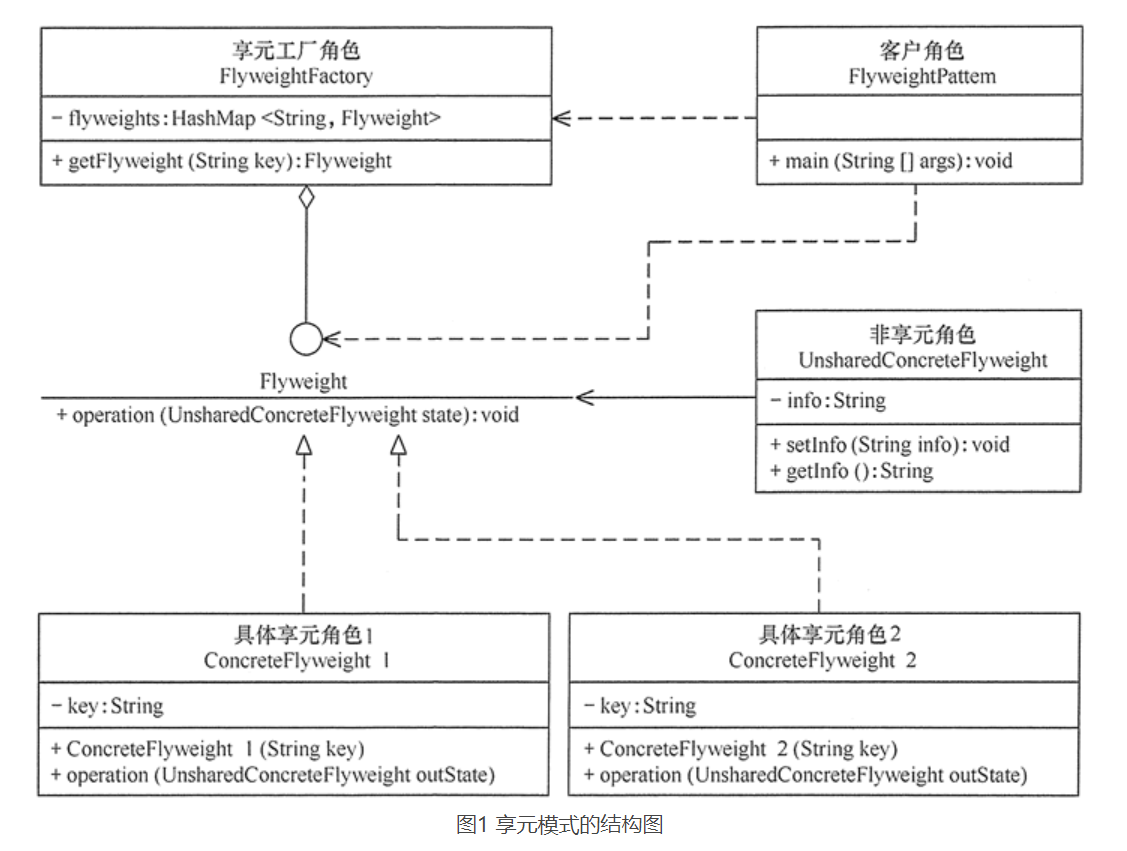 享元工厂角色
FlyweightFactory
- flyweights:HashMap <String, Flyweight>
+ getFlyweight (String key):Flyweight
客户角色
FlyweightPattem
+ main (String [] args):void
Flyweight
+ operation (UnsharedConcreteFlyweight state):void
非享元角色
UnsharedConcreteFlyweight
- info:String
+ setInfo (String info):void
+ getInfo ():String
具体享元角色1
ConcreteFlyweight 1
- key:String
+ ConcreteFlyweight 1 (String key)
+ operation (UnsharedConcreteFlyweight outState)
具体享元角色2
ConcreteFlyweight 2
- key:String
+ ConcreteFlyweight 2 (String key)
+ operation (UnsharedConcreteFlyweight outState)
图1 享元模式的结构图